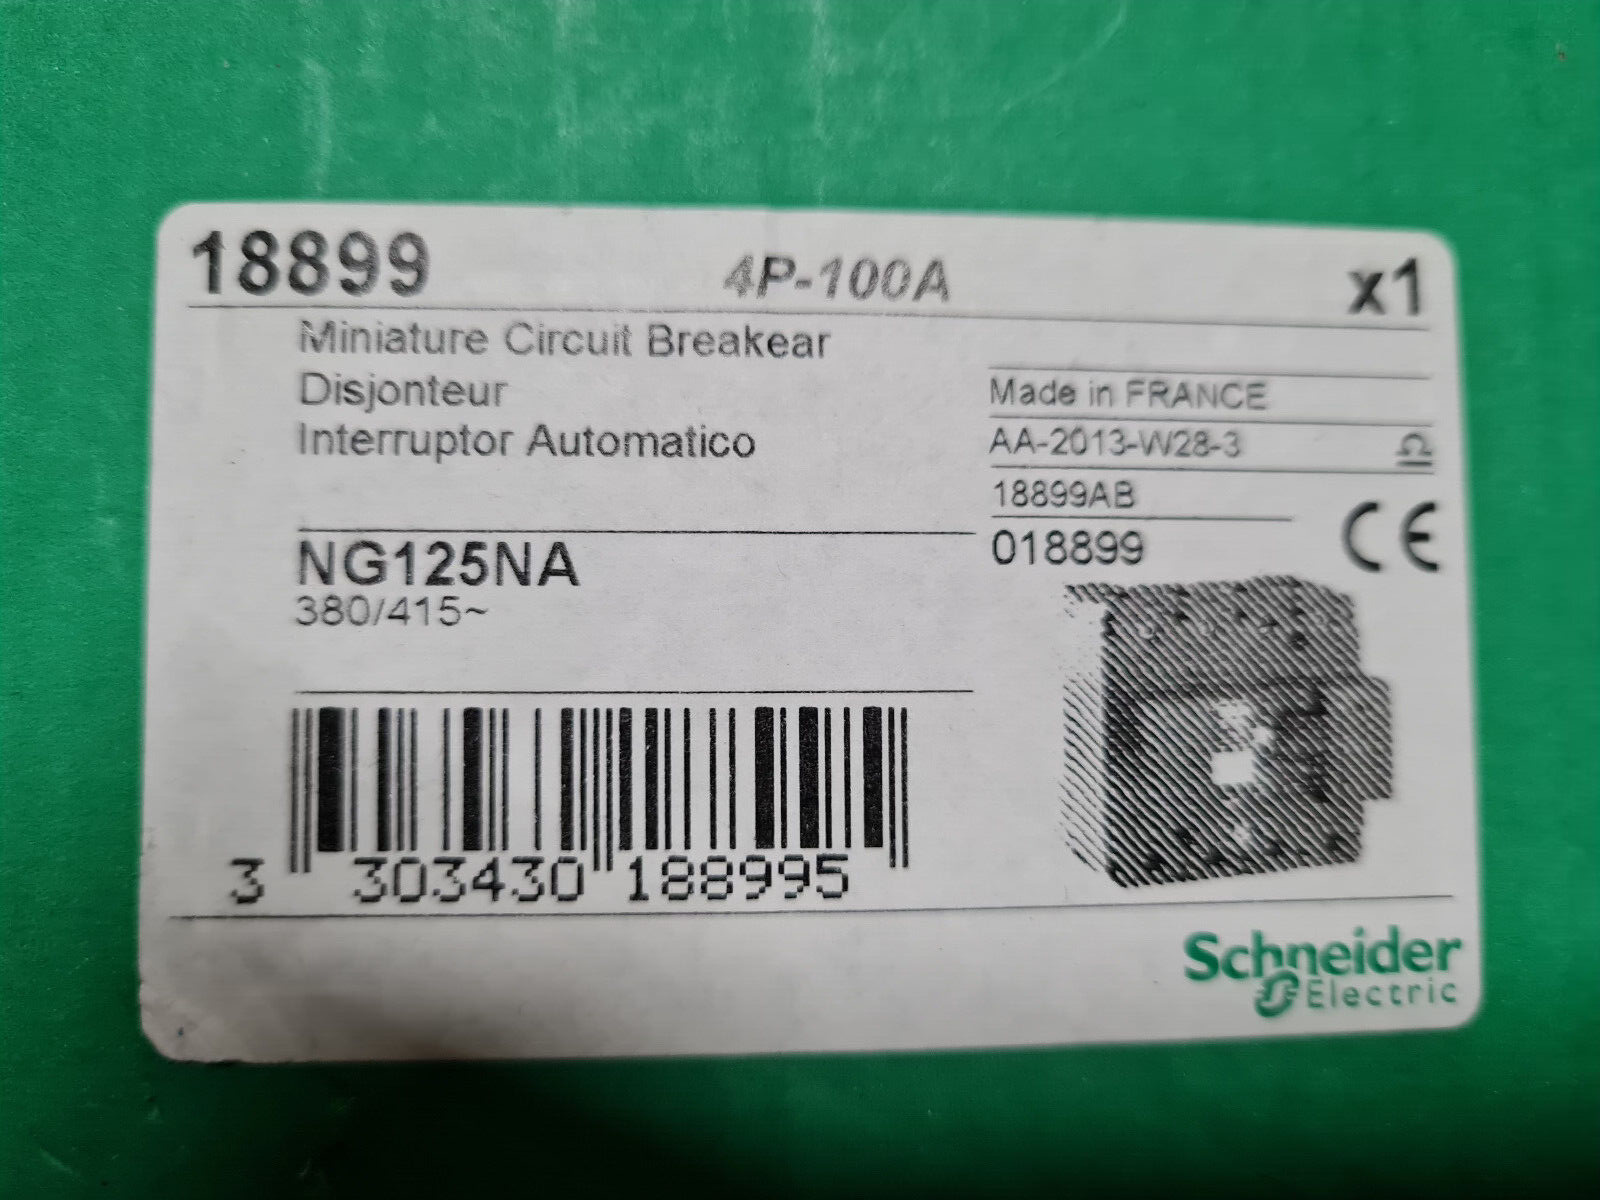 18899 4P-100A x1
Miniature Circuit Breakear
Disjonteur
Interruptor Automatico
Made in FRANCE
AA-2013-W28-3
18899AB
018899
CE
NG125NA
380/415~
3 303430 188995
Schneider
Electric